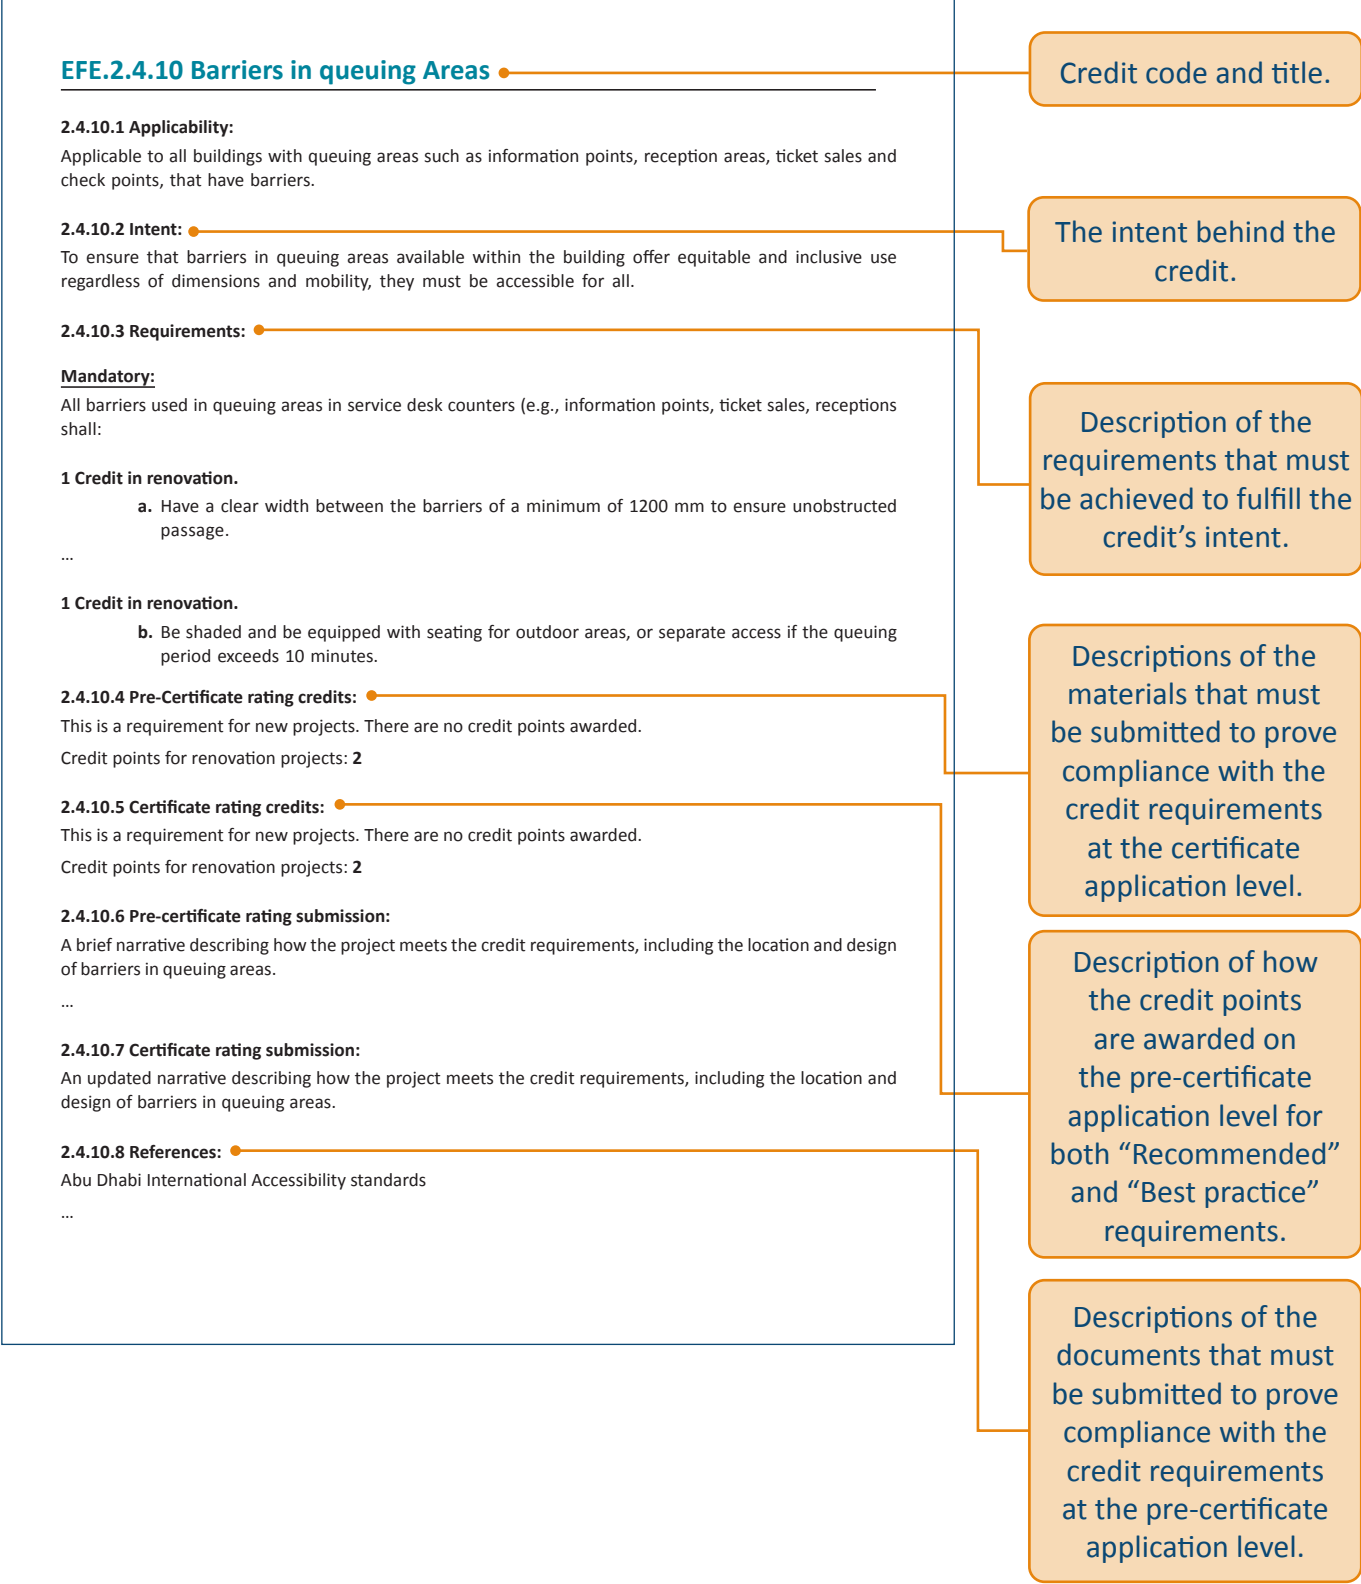 EFE.2.4.10 Barriers in queuing Areas
2.4.10.1 Applicability:
Applicable to all buildings with queuing areas such as information points, reception areas, ticket sales and
check points, that have barriers.
2.4.10.2 Intent:
To ensure that barriers in queuing areas available within the building offer equitable and inclusive use
regardless of dimensions and mobility, they must be accessible for all.
2.4.10.3 Requirements:
Mandatory:
All barriers used in queuing areas in service desk counters (e.g., information points, ticket sales, receptions
shall:
1 Credit in renovation.
a. Have a clear width between the barriers of a minimum of 1200 mm to ensure unobstructed
passage.
...
1 Credit in renovation.
b. Be shaded and be equipped with seating for outdoor areas, or separate access if the queuing
period exceeds 10 minutes.
2.4.10.4 Pre-Certificate rating credits:
This is a requirement for new projects. There are no credit points awarded.
Credit points for renovation projects: 2
2.4.10.5 Certificate rating credits:
This is a requirement for new projects. There are no credit points awarded.
Credit points for renovation projects: 2
2.4.10.6 Pre-certificate rating submission:
A brief narrative describing how the project meets the credit requirements, including the location and design
of barriers in queuing areas.
...
2.4.10.7 Certificate rating submission:
An updated narrative describing how the project meets the credit requirements, including the location and
design of barriers in queuing areas.
2.4.10.8 References:
Abu Dhabi International Accessibility standards
...
Credit code and title.
The intent behind the
credit.
Description of the
requirements that must
be achieved to fulfill the
credit’s intent.
Descriptions of the
materials that must
be submitted to prove
compliance with the
credit requirements
at the certificate
application level.
Description of how
the credit points
are awarded on
the pre-certificate
application level for
both “Recommended”
and “Best practice”
requirements.
Descriptions of the
documents that must
be submitted to prove
compliance with the
credit requirements
at the pre-certificate
application level.